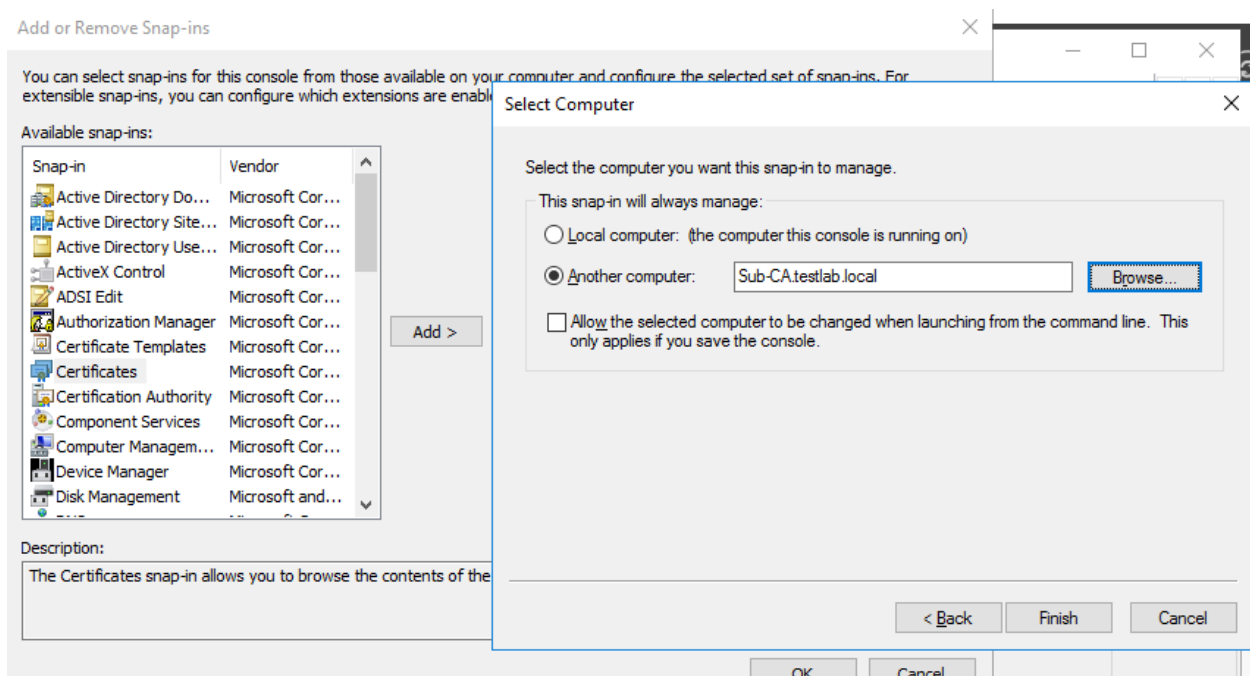 Add or Remove Snap-ins
You can select snap-ins for this console from those available on your computer and configure the selected set of snap-ins. For
extensible snap-ins, you can configure which extensions are
Available snap-ins:
Snap-in Vendor
Active Directory Do... Microsoft Cor...
Active Directory Site... Microsoft Cor...
Active Directory Use... Microsoft Cor...
ActiveX Control Microsoft Cor...
ADSI Edit Microsoft Cor...
Authorization Manager Microsoft Cor...
Certificate Templates Microsoft Cor...
Certificates Microsoft Cor...
Certification Authority Microsoft Cor...
Component Services Microsoft Cor...
Computer Managem... Microsoft Cor...
Device Manager Microsoft Cor...
Disk Management Microsoft and...
Add >
Description:
The Certificates snap-in allows you to browse the contents of the
OK
Cancel
Select Computer
Select the computer you want this snap-in to manage.
This snap-in will always manage:
Local computer: (the computer this console is running on)
Another computer: Sub-CA.testlab.local Browse...
Allow the selected computer to be changed when launching from the command line. This
only applies if you save the console.
< Back Finish Cancel